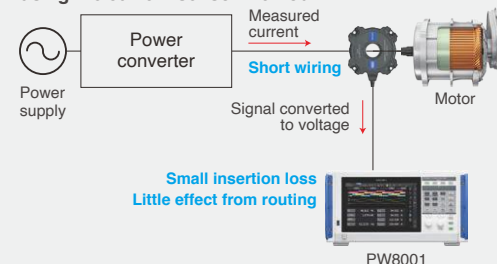 Measured
current
Power
converter
Short wiring
Power
supply
Motor
Signal converted
to voltage
Small insertion loss
Little effect from routing
PW8001